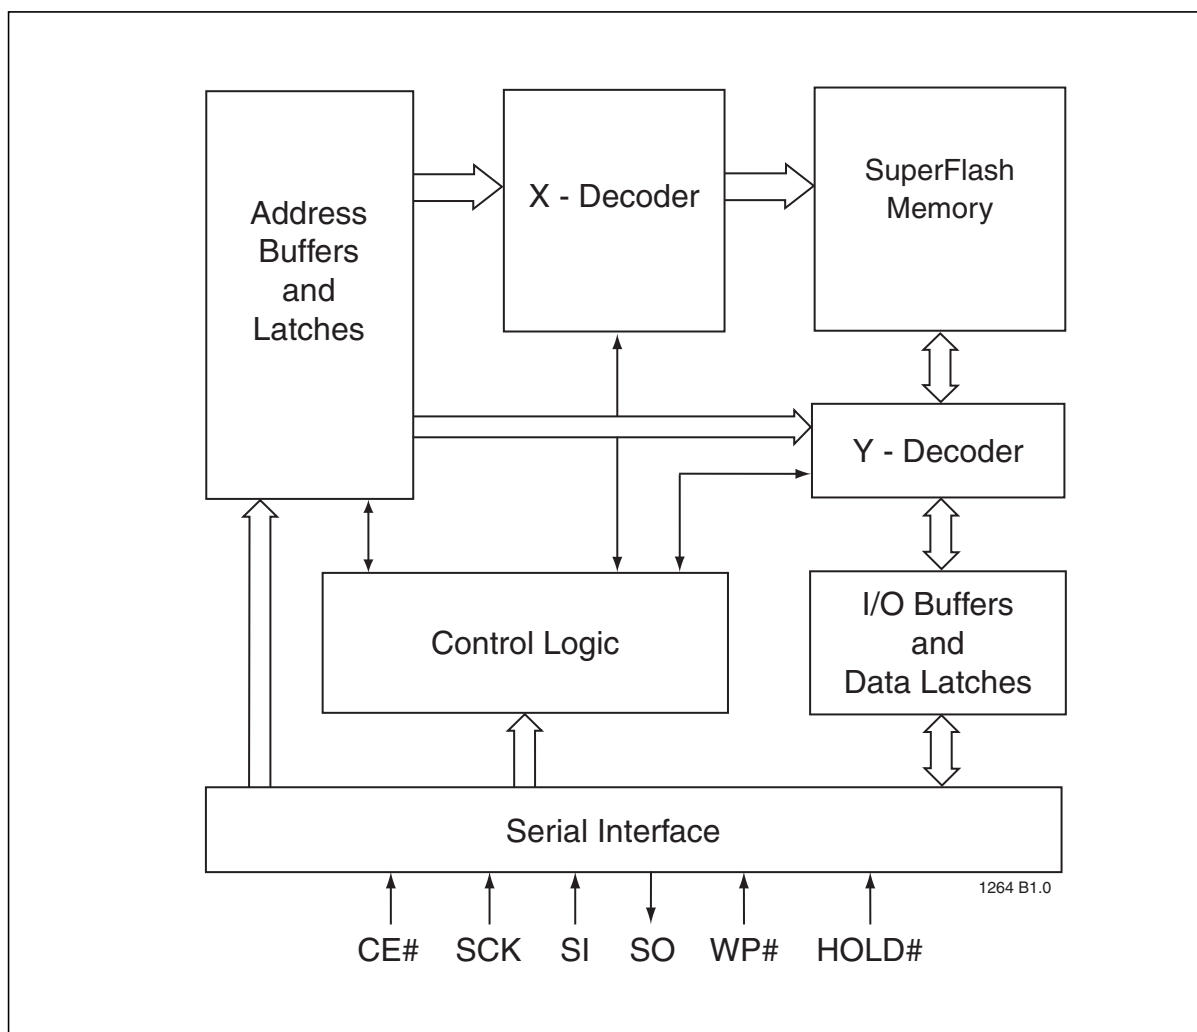 Address
Buffers
and
Latches
X - Decoder
SuperFlash
Memory
Y - Decoder
Control Logic
I/O Buffers
and
Data Latches
Serial Interface
1264 B1.0
CE# SCK SI SO WP# HOLD#